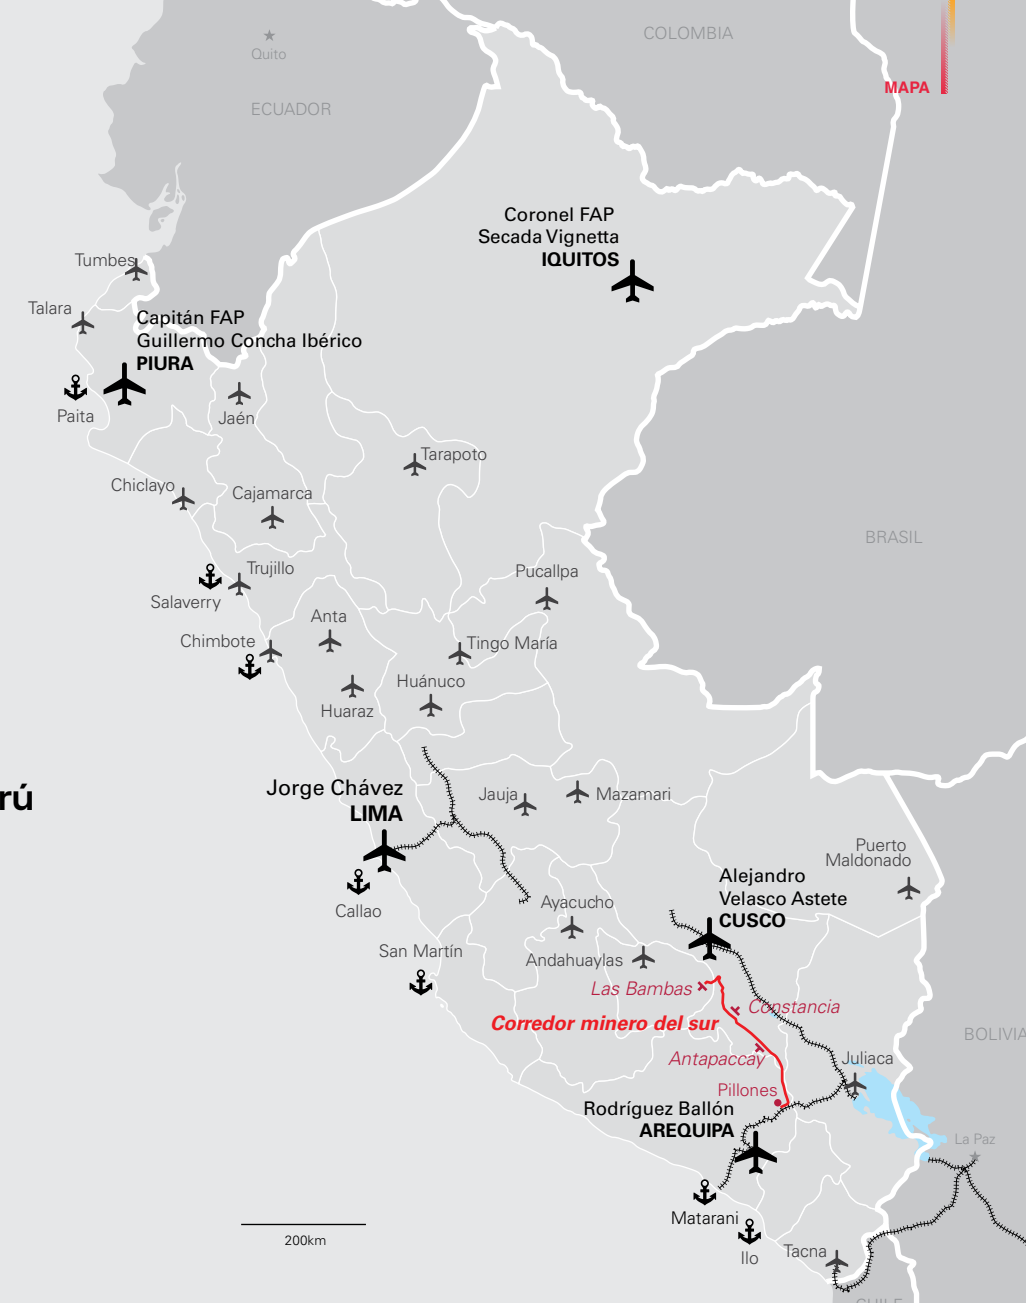 COLOMBIA
Quito
MAPA
ECUADOR
Coronel FAP
Secada Vignetta
IQUITOS
Tumbes
Talara
Capitán FAP
Guillermo Concha Ibérico
PIURA
Paita
Jaén
Tarapoto
Chiclayo
Cajamarca
BRASIL
Trujillo
Pucallpa
Salaverry
Anta
Chimbote
Tingo María
Huánuco
Huaraz
rú
Jorge Chávez
LIMA
Jauja
Mazamari
Puerto
Maldonado
Alejandro
Velasco Astete
CUSCO
Callao
Ayacucho
San Martín
Andahuaylas
Las Bambas
Constancia
Corredor minero del sur
BOLIVIA
Antapaccay
Juliaca
Pillones
Rodríguez Ballón
AREQUIPA
La Paz
Matarani
200km
Ilo
Tacna
CHILE